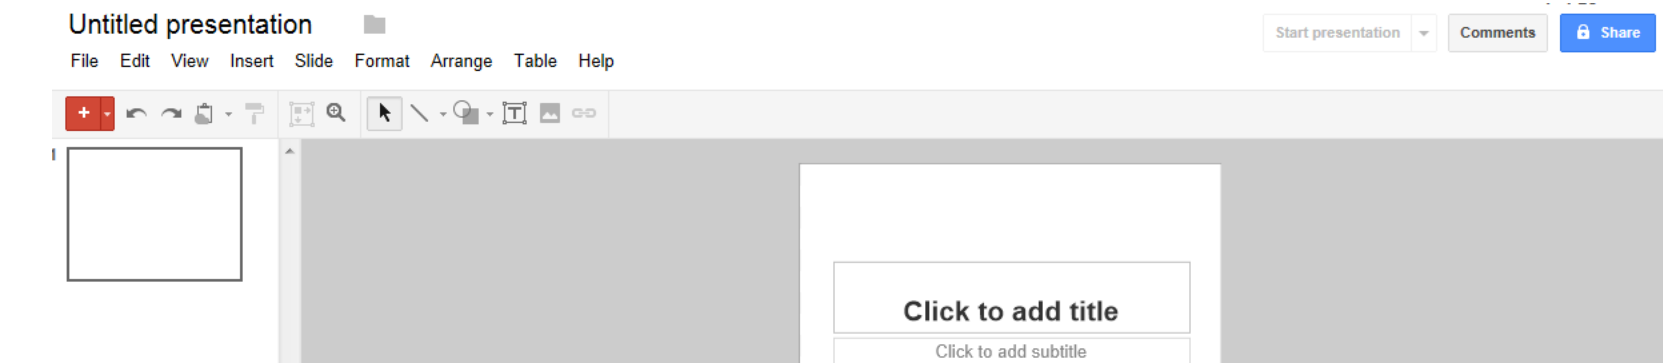 Untitled presentation
Start presentation
Comments
Share
File Edit View Insert Slide Format Arrange Table Help
Click to add title
Click to add subtitle